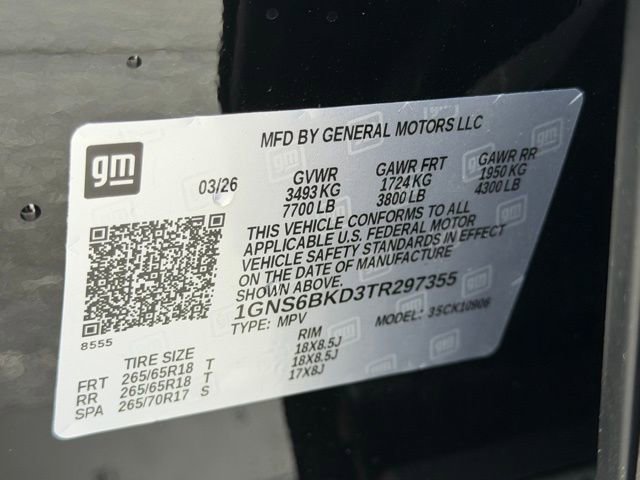 gm
MFD BY GENERAL MOTORS LLC
03/26
GVWR GAWR FRT GAWR RR
3493 KG 1724 KG 1950 KG
7700 LB 3800 LB 4300 LB
THIS VEHICLE CONFORMS TO ALL
APPLICABLE U.S. FEDERAL MOTOR
VEHICLE SAFETY STANDARDS IN EFFECT
ON THE DATE OF MANUFACTURE
SHOWN ABOVE.
1GNS6BKD3TR297355
TYPE: MPV MODEL: 35CK10906
8555
TIRE SIZE RIM
FRT 265/65R18 T 18X8.5J
RR 265/65R18 T 18X8.5J
SPA 265/70R17 S 17X8J